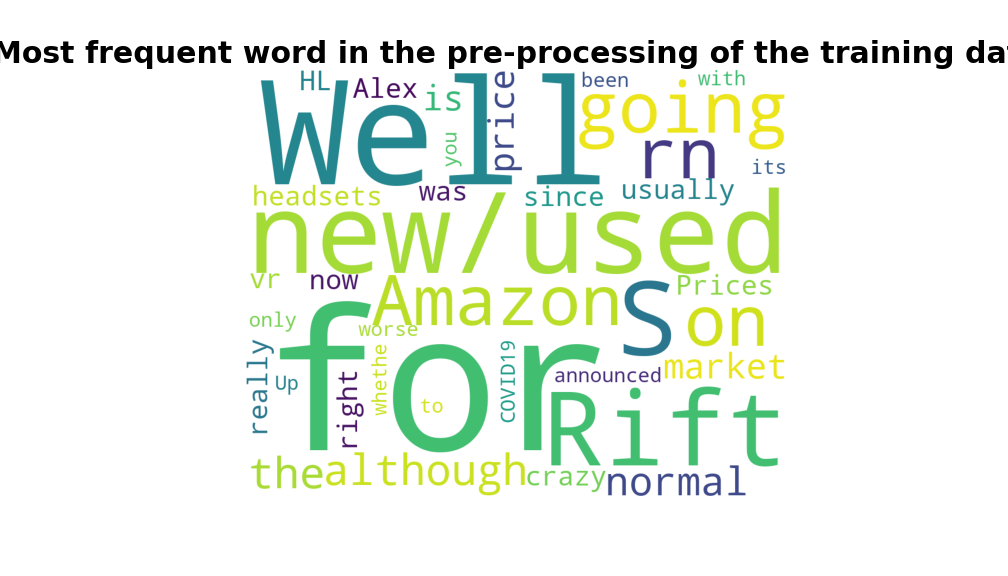 Most frequent word in the pre-processing of the training da
HL
Alex
is
you
price
been
with
Well
going
rn
its
headsets
was
since
usually
new/used
vr
now
Amazon
S
Prices
on
only
worse
for
market
really
Up
right
whethe
to
COVID19
announced
Rift
the
although
crazy
normal